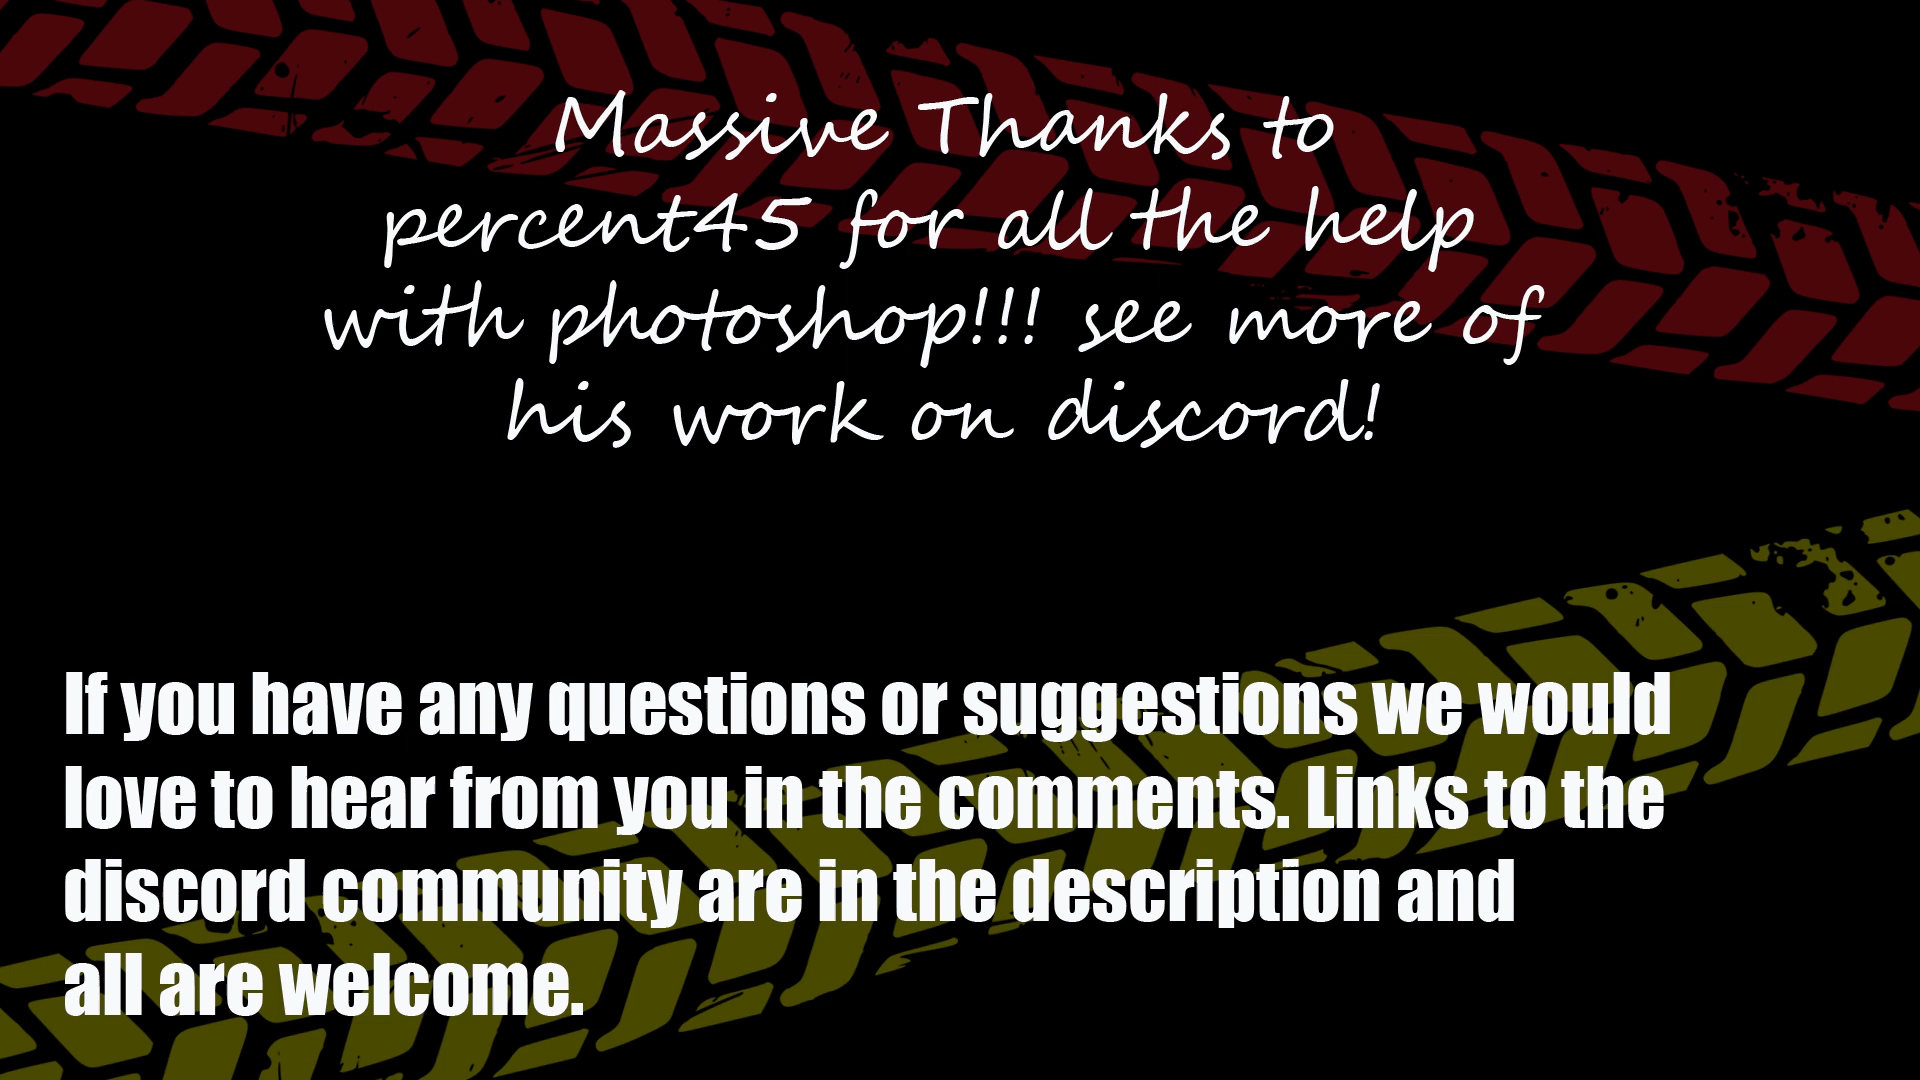 Massive Thanks to
percent45 for all the help
with photoshop!!! see more of
his work on discord!
If you have any questions or suggestions we would
love to hear from you in the comments. Links to the
discord community are in the description and
all are welcome.